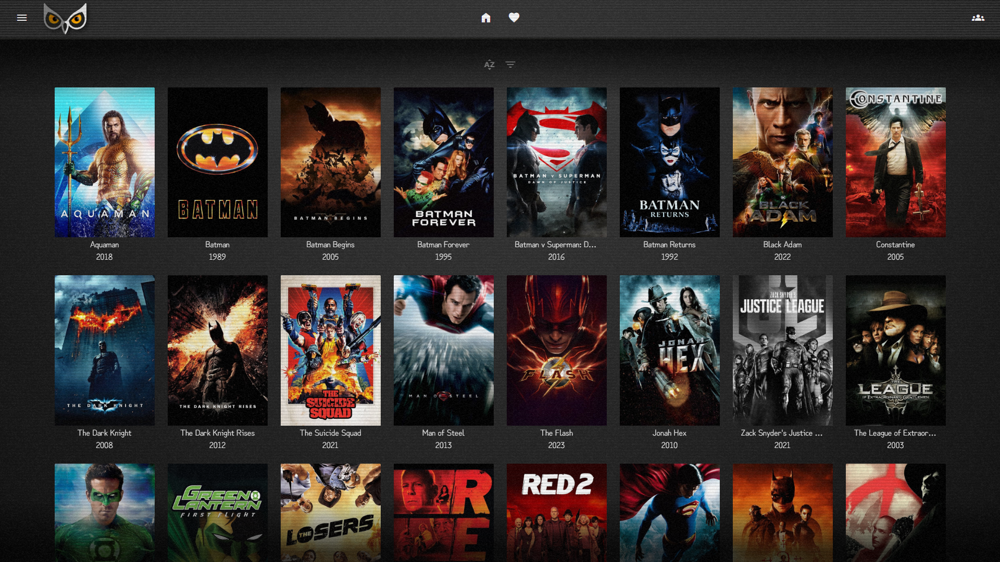 AZ
AQUAMAN
BATMAN
BATMAN BEGINS
BATMAN
FOREVER
BATMAN v SUPERMAN
DAWN OF JUSTICE
BATMAN
RETURNS
DC
BLACK
ADAM
CONSTANTINE
Aquaman
2018
Batman
1989
Batman Begins
2005
Batman Forever
1995
Batman v Superman: D...
2016
Batman Returns
1992
Black Adam
2022
Constantine
2005
THE DARK KNIGHT
THE DARK KNIGHT RISES
THE
SUICIDE
SQUAD
MAN OF STEEL
FLASH
JONAH
HEX
ZACK SNYDER'S
JUSTICE LEAGUE
THE
LEAGUE
OF EXTRAORDINARY GENTLEMEN
The Dark Knight
2008
The Dark Knight Rises
2012
The Suicide Squad
2021
Man of Steel
2013
The Flash
2023
Jonah Hex
2010
Zack Snyder's Justice ...
2021
The League of Extraor...
2003
GREEN
LANTERN
FIRST FLIGHT
THE LOSERS
R
E
RED 2